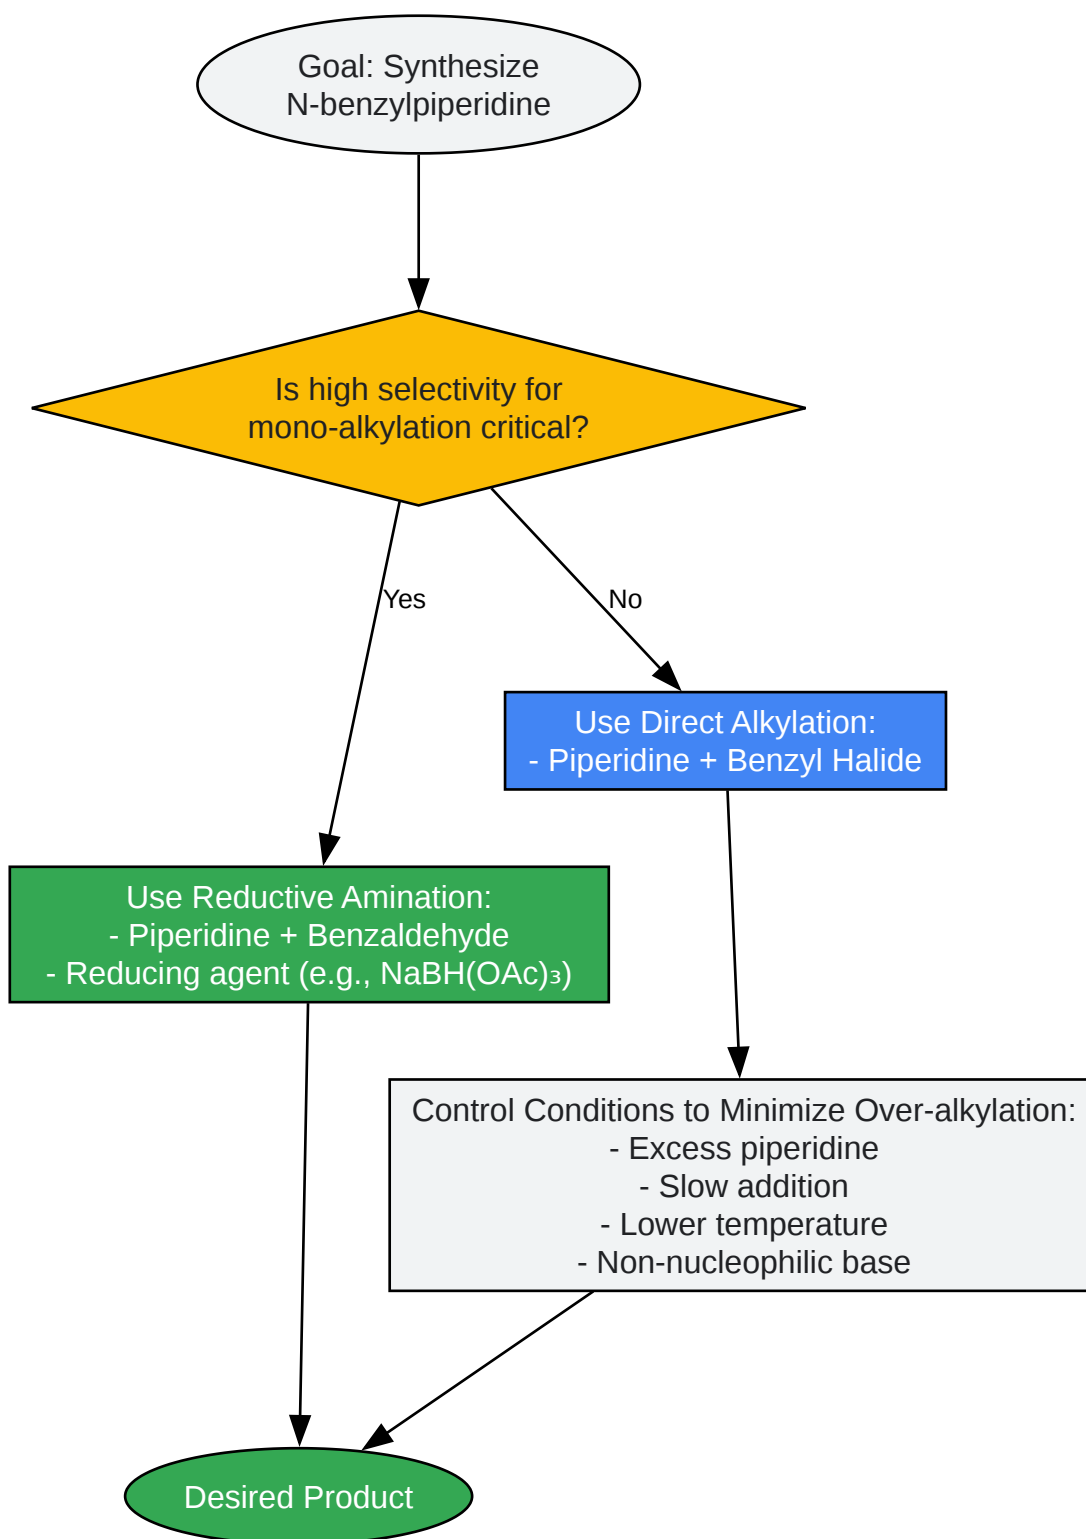 Goal: Synthesize
N-benzylpiperidine
Is high selectivity for
mono-alkylation critical?
Yes
No
Use Direct Alkylation:
- Piperidine + Benzyl Halide
Use Reductive Amination:
- Piperidine + Benzaldehyde
- Reducing agent (e.g., NaBH(OAc)₃)
Control Conditions to Minimize Over-alkylation:
- Excess piperidine
- Slow addition
- Lower temperature
- Non-nucleophilic base
Desired Product